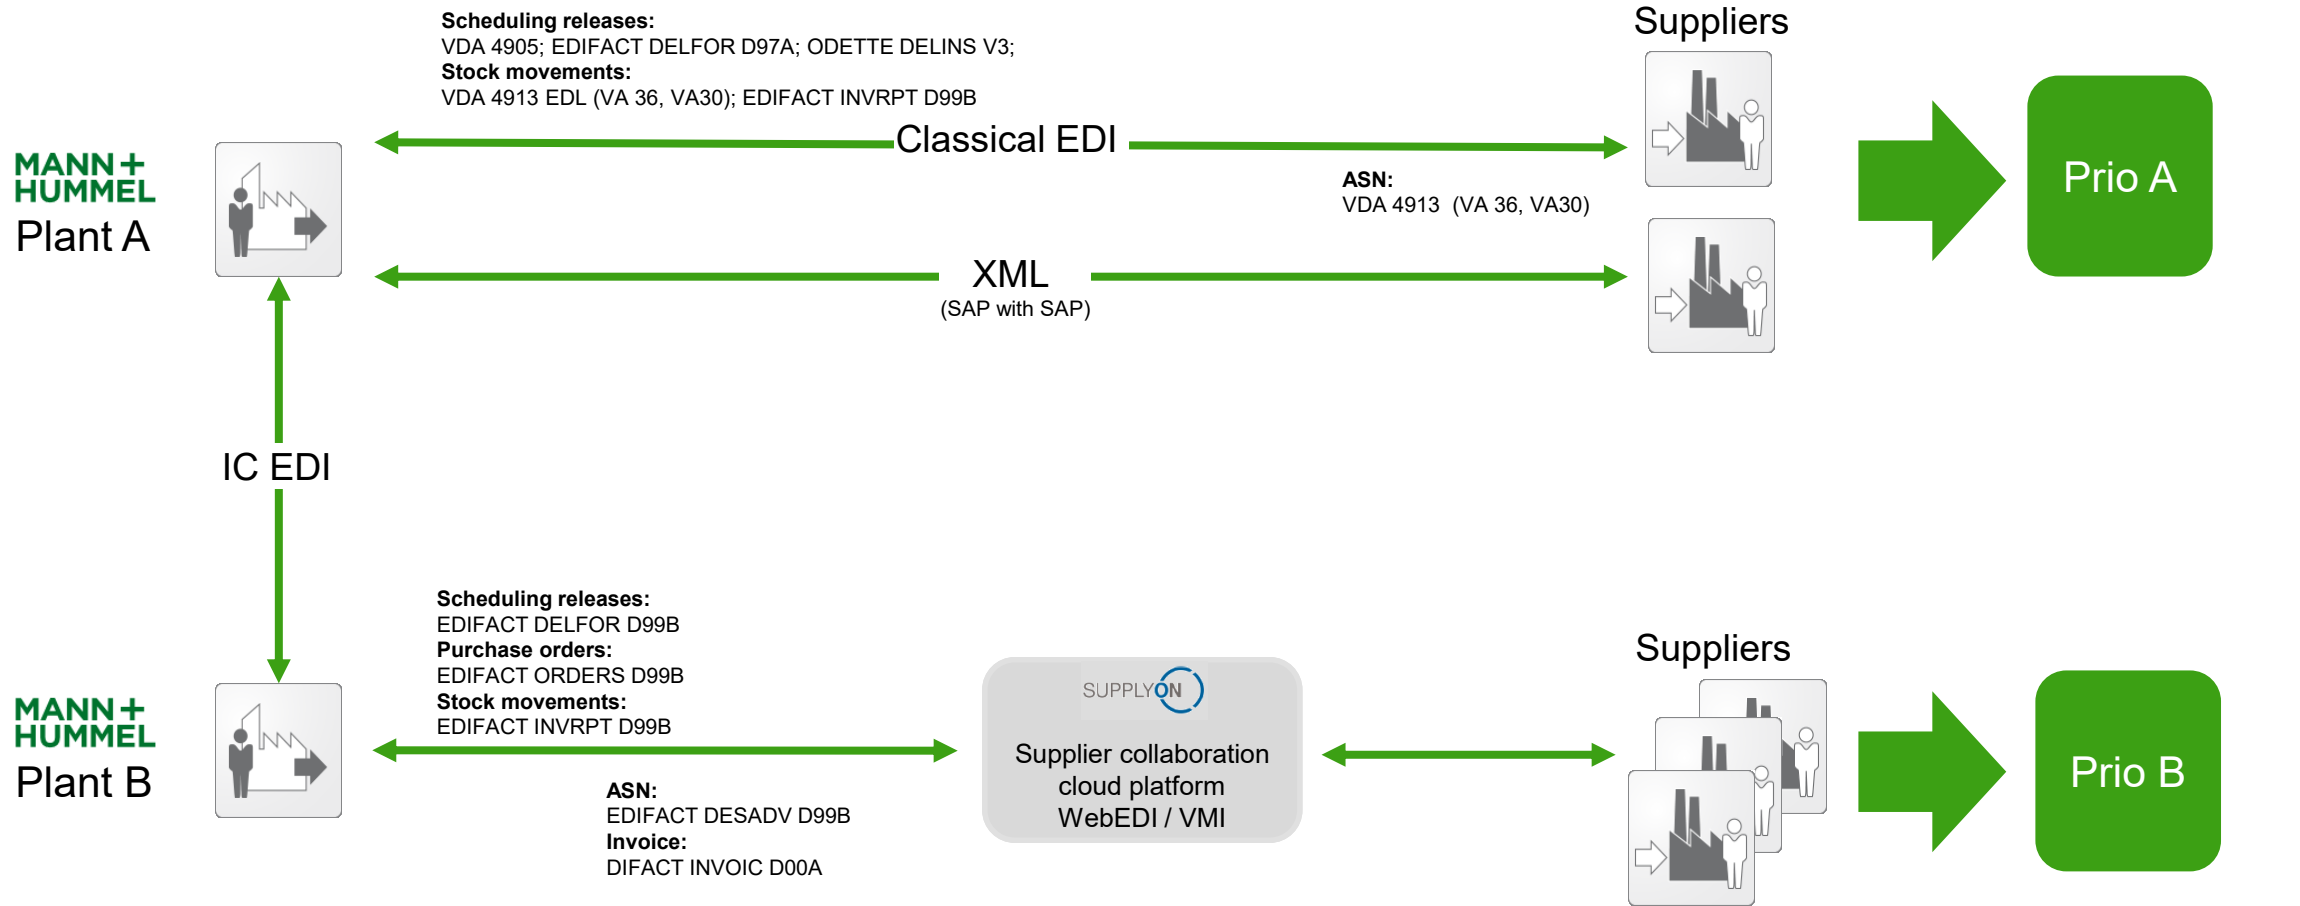 Scheduling releases:
VDA 4905; EDIFACT DELFOR D97A; ODETTE DELINS V3;
Stock movements:
VDA 4913 EDL (VA 36, VA30); EDIFACT INVRPT D99B
Suppliers
Classical EDI
MANN+
HUMMEL
Plant A
ASN:
VDA 4913  (VA 36, VA30)
Prio A
XML
(SAP with SAP)
IC EDI
Scheduling releases:
EDIFACT DELFOR D99B
Purchase orders:
EDIFACT ORDERS D99B
Stock movements:
EDIFACT INVRPT D99B
Suppliers
MANN+
HUMMEL
Plant B
SUPPLYON
Supplier collaboration
cloud platform
WebEDI / VMI
Prio B
ASN:
EDIFACT DESADV D99B
Invoice:
DIFACT INVOIC D00A